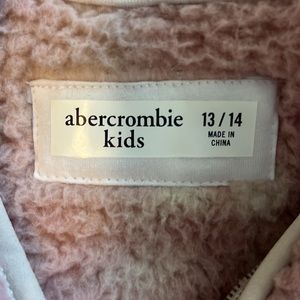 abercrombie
kids
13 / 14
MADE IN
CHINA